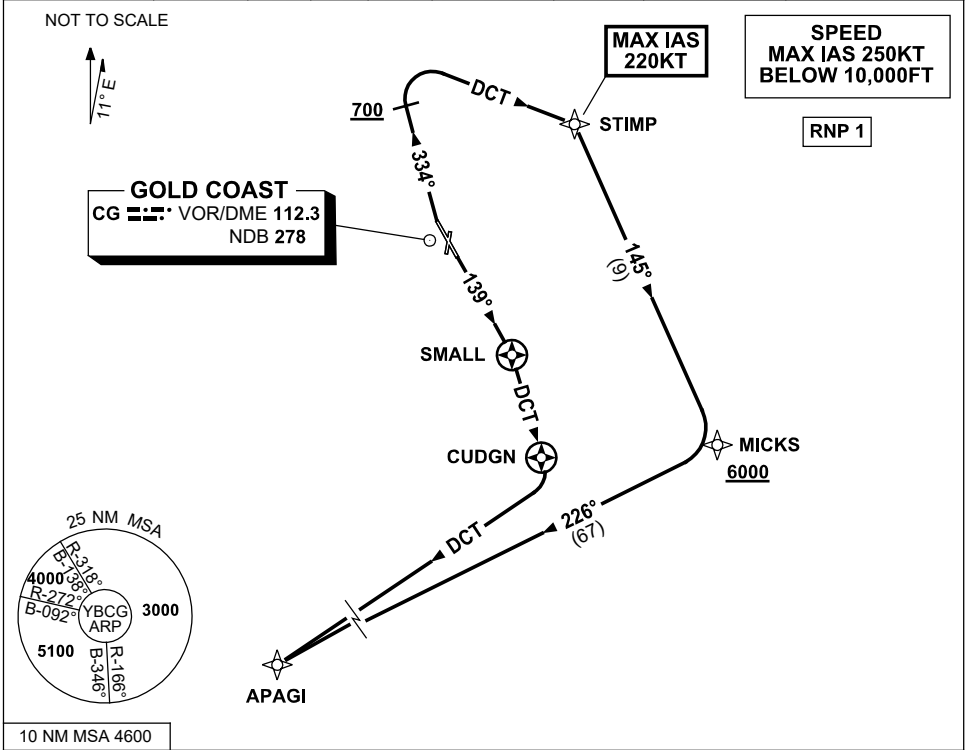 NOT TO SCALE
11° E
MAX IAS
220KT
SPEED
MAX IAS 250KT
BELOW 10,000FT
RNP 1
700
DCT
STIMP
334°
GOLD COAST
CG VOR/DME 112.3
NDB 278
139°
145°
(9)
SMALL
DCT
CUDGN
MICKS
6000
DCT
226°
(67)
25 NM MSA
R-318°
B-138°
4000
R-272°
B-092°
YBCG
ARP
3000
5100
R-166°
B-346°
APAGI
10 NM MSA 4600